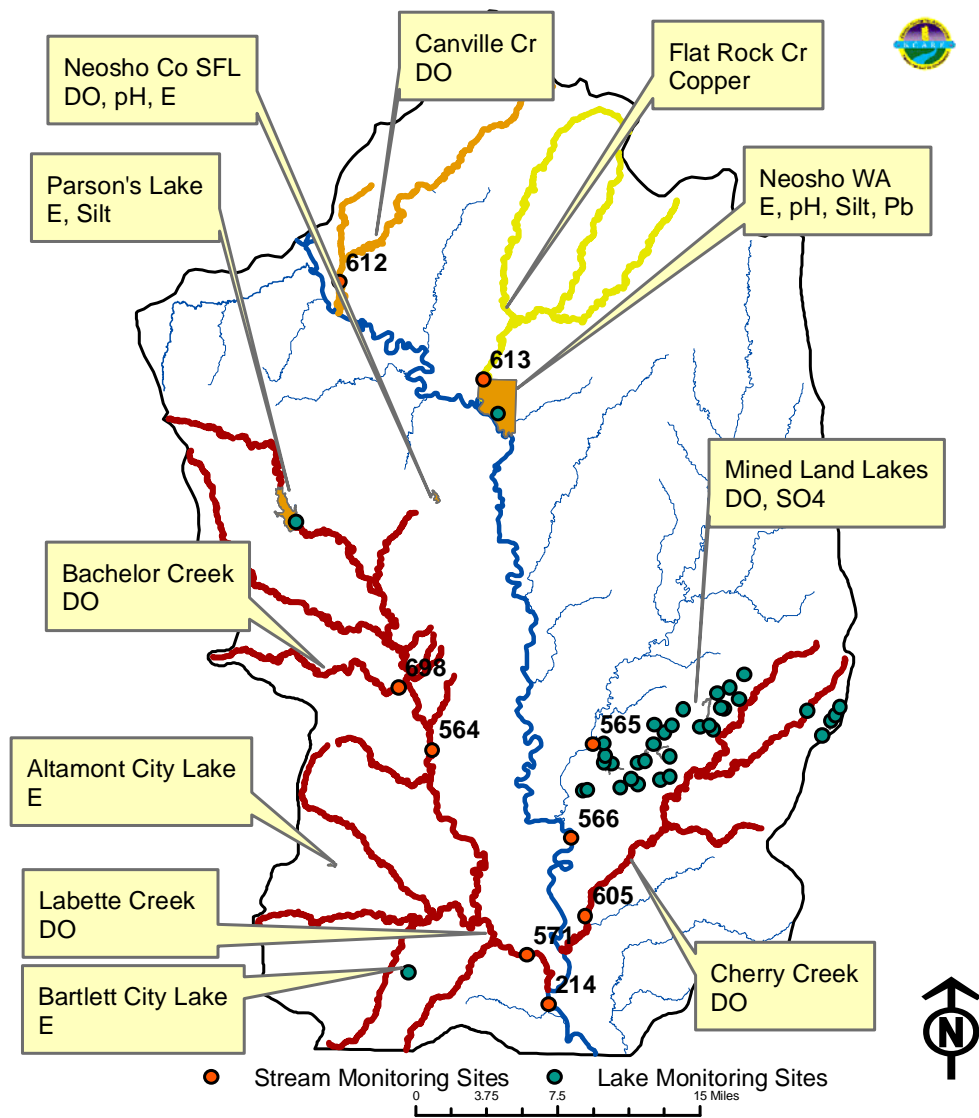 Canville Cr
DO
Flat Rock Cr
Copper
Neosho Co SFL
DO, pH, E
Neosho WA
E, pH, Silt, Pb
Parson's Lake
E, Silt
612
613
Mined Land Lakes
DO, SO4
Bachelor Creek
DO
698
564
565
Altamont City Lake
E
566
Labette Creek
DO
605
571
Cherry Creek
DO
Bartlett City Lake
E
214
N
Stream Monitoring Sites
Lake Monitoring Sites
0 3.75 7.5 15 Miles